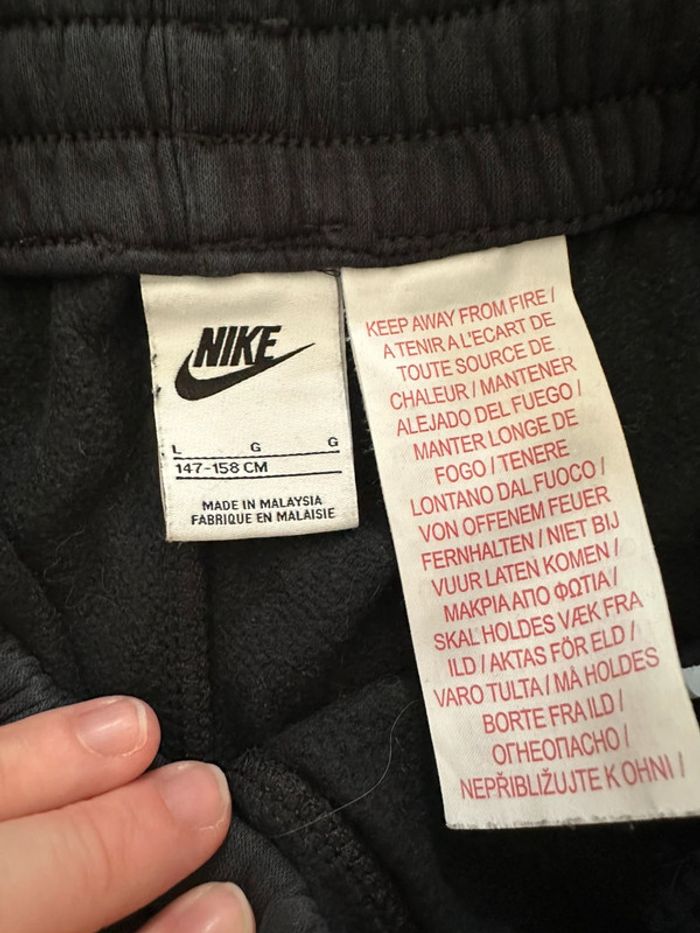 NIKE
L G G
147-158 CM
MADE IN MALAYSIA
FABRIQUE EN MALAISIE
KEEP AWAY FROM FIRE /
A TENIR A L'ECART DE
TOUTE SOURCE DE
CHALEUR / MANTENER
ALEJADO DEL FUEGO /
MANTER LONGE DE
FOGO / TENERE
LONTANO DAL FUOCO /
VON OFFENEM FEUER
FERNHALTEN / NIET BIJ
VUUR LATEN KOMEN /
ΜΑΚΡΙΑ ΑΠΟ ΦΩΤΙΑ /
SKAL HOLDES VÆK FRA
ILD / AKTAS FÖR ELD /
VARO TULTA / MÅ HOLDES
BORTE FRA ILD /
ОГНЕОПАСНО /
NEPŘIBLIŽUJTE K OHNI /